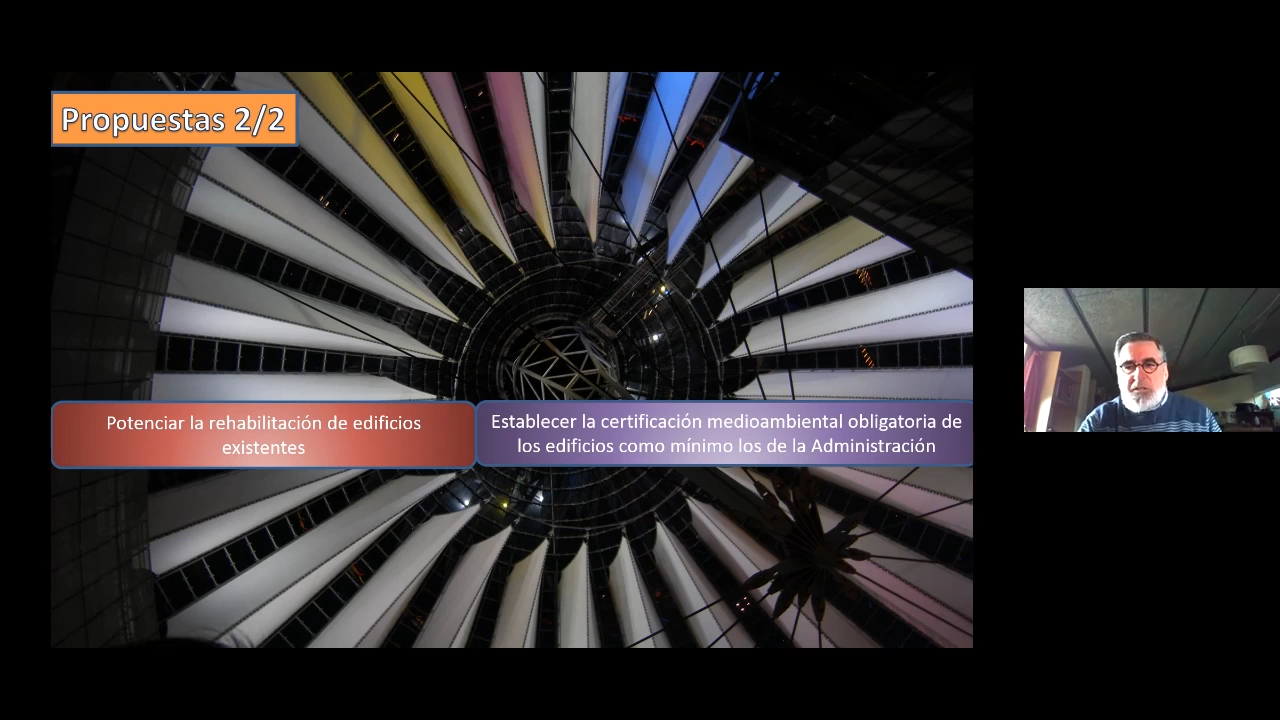 Propuestas 2/2
Potenciar la rehabilitación de edificios
existentes
Establecer la certificación medioambiental obligatoria de
los edificios como mínimo los de la Administración